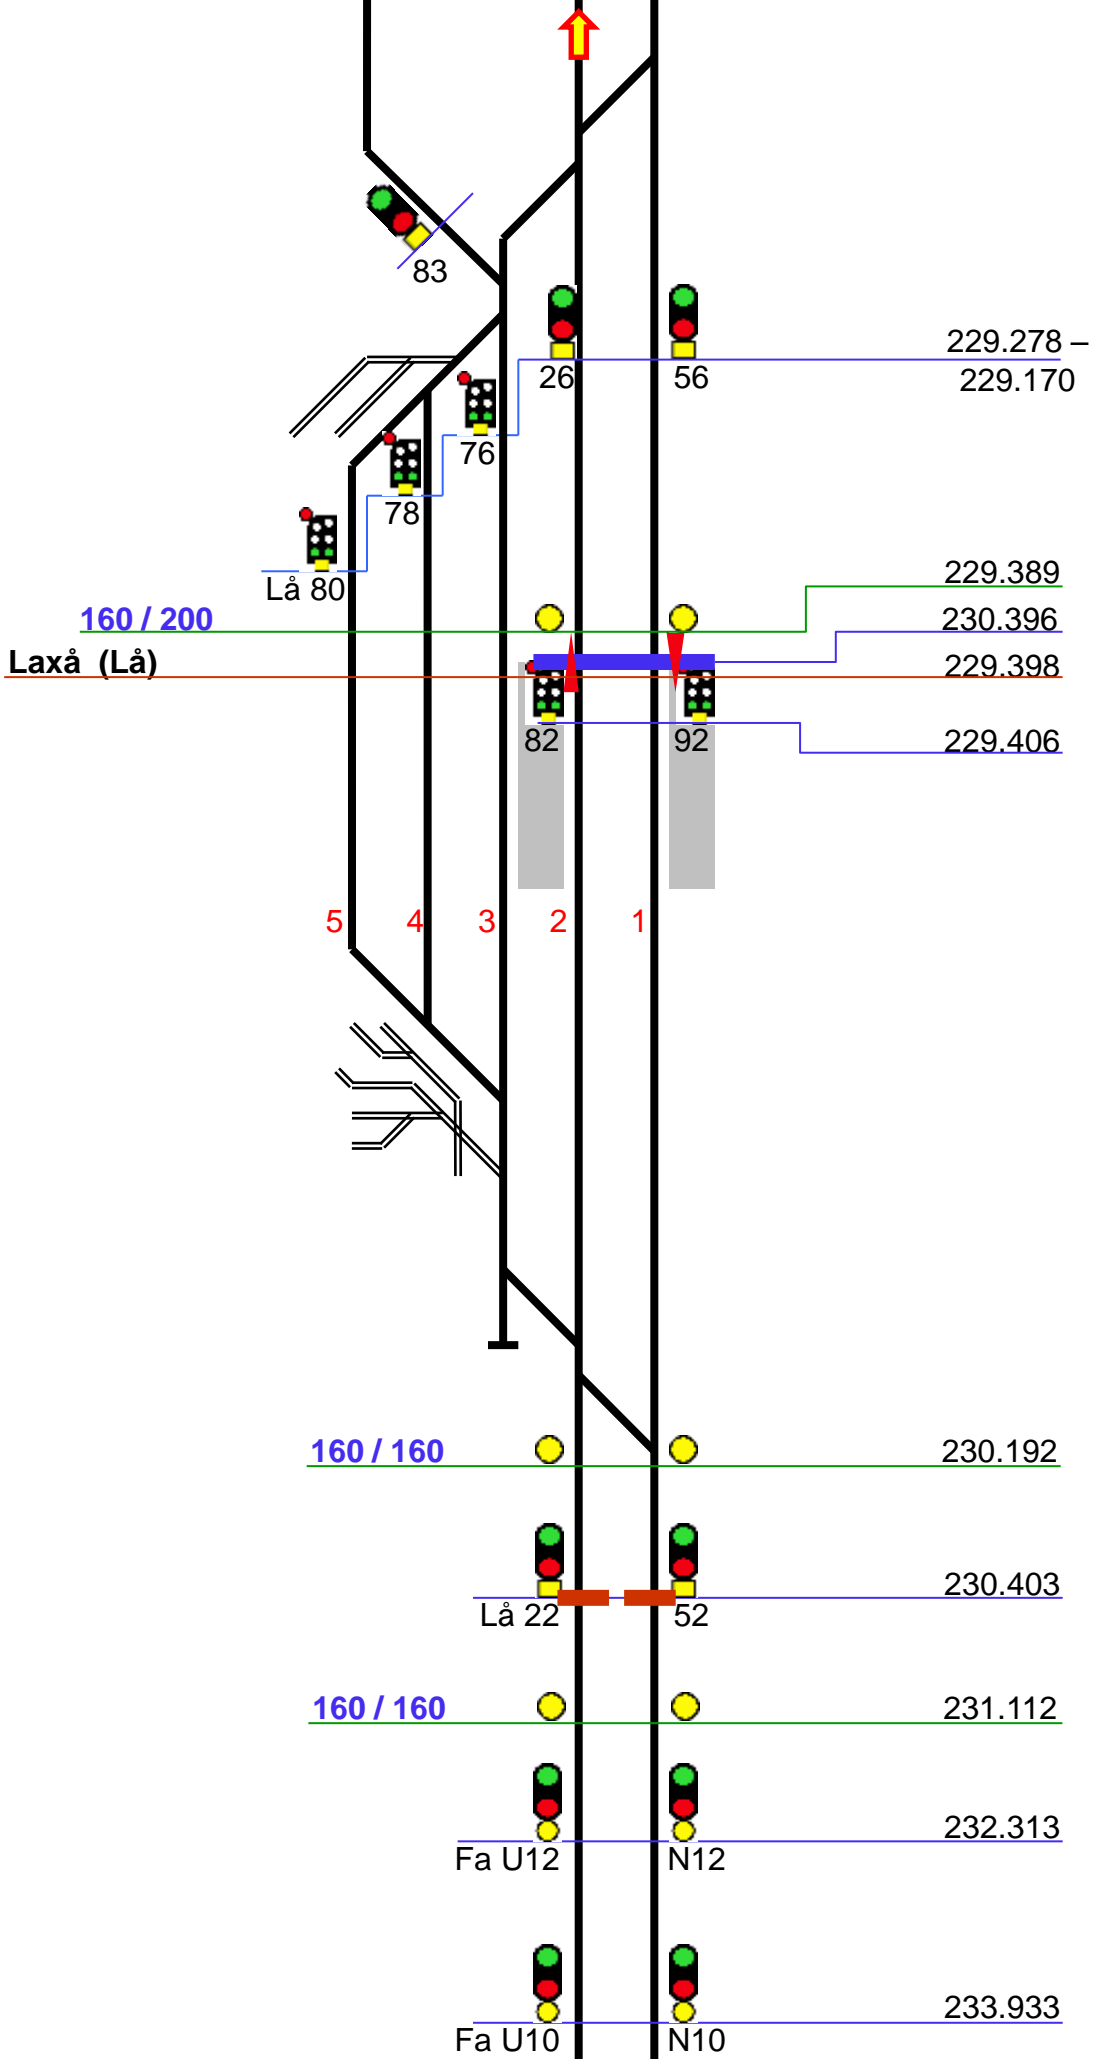 83
229.278 –
26
56
229.170
76
78
229.389
Lå 80
160 / 200
230.396
Laxå (Lå)
229.398
82
92
229.406
5
4
3
2
1
160 / 160
230.192
230.403
Lå 22
52
160 / 160
231.112
232.313
Fa U12
N12
233.933
Fa U10
N10